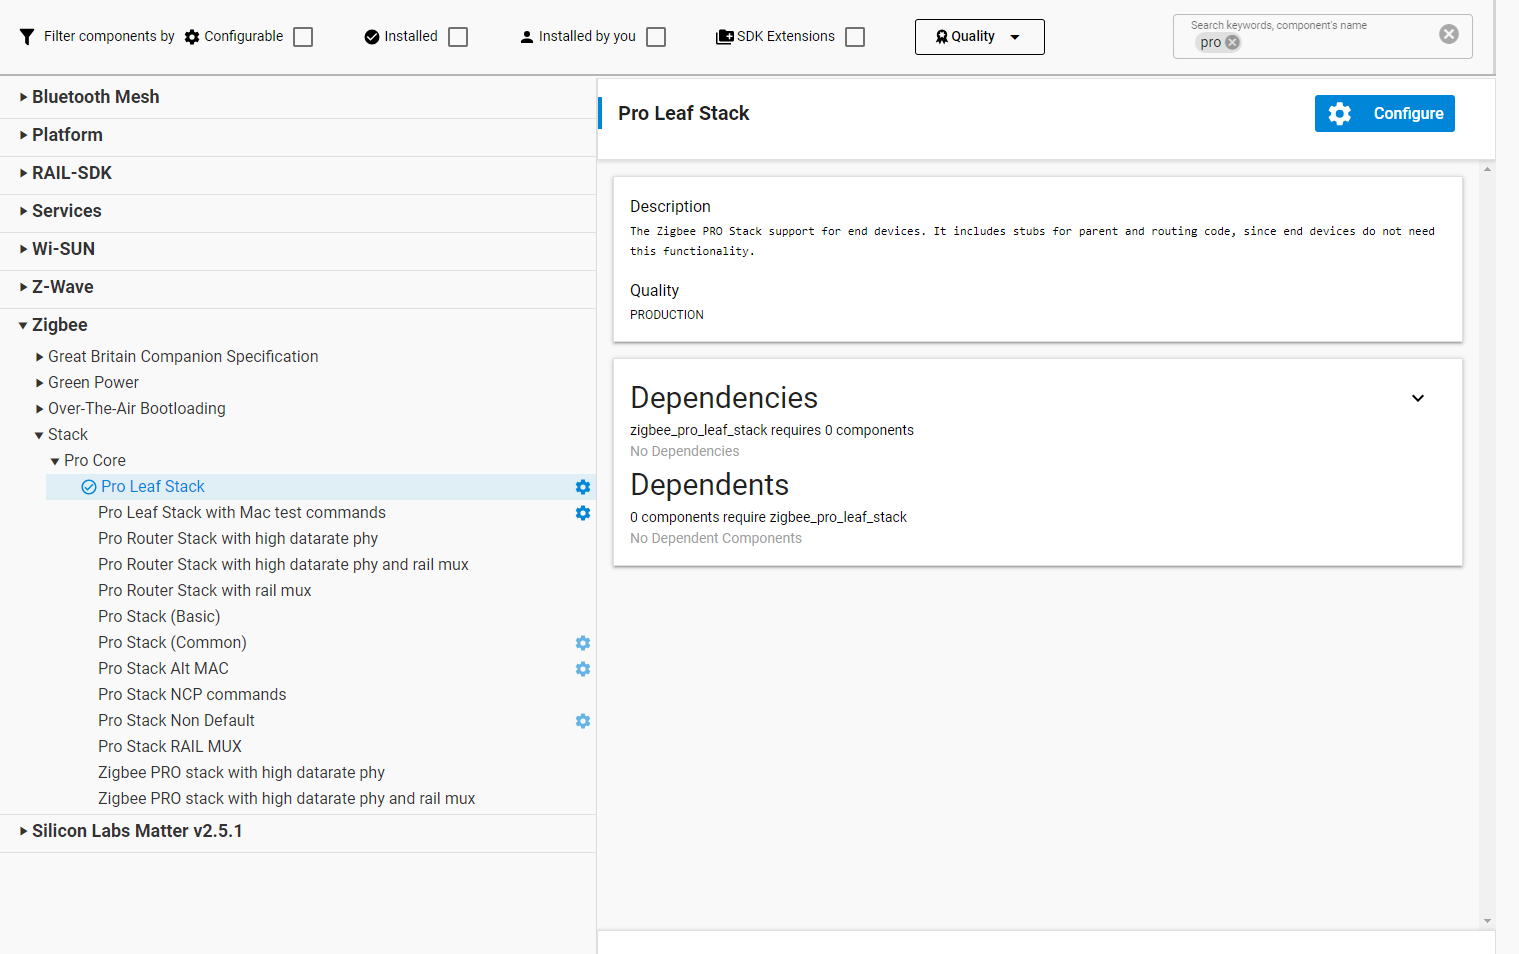 Filter components by Configurable Installed Installed by you SDK Extensions Quality
Search keywords, component's name
pro
Bluetooth Mesh
Platform
RAIL-SDK
Services
Wi-SUN
Z-Wave
Zigbee
Great Britain Companion Specification
Green Power
Over-The-Air Bootloading
Stack
Pro Core
Pro Leaf Stack
Pro Leaf Stack with Mac test commands
Pro Router Stack with high datarate phy
Pro Router Stack with high datarate phy and rail mux
Pro Router Stack with rail mux
Pro Stack (Basic)
Pro Stack (Common)
Pro Stack Alt MAC
Pro Stack NCP commands
Pro Stack Non Default
Pro Stack RAIL MUX
Zigbee PRO stack with high datarate phy
Zigbee PRO stack with high datarate phy and rail mux
Silicon Labs Matter v2.5.1
Pro Leaf Stack
Configure
Description
The Zigbee PRO Stack support for end devices. It includes stubs for parent and routing code, since end devices do not need
this functionality.
Quality
PRODUCTION
Dependencies
zigbee_pro_leaf_stack requires 0 components
No Dependencies
Dependents
0 components require zigbee_pro_leaf_stack
No Dependent Components